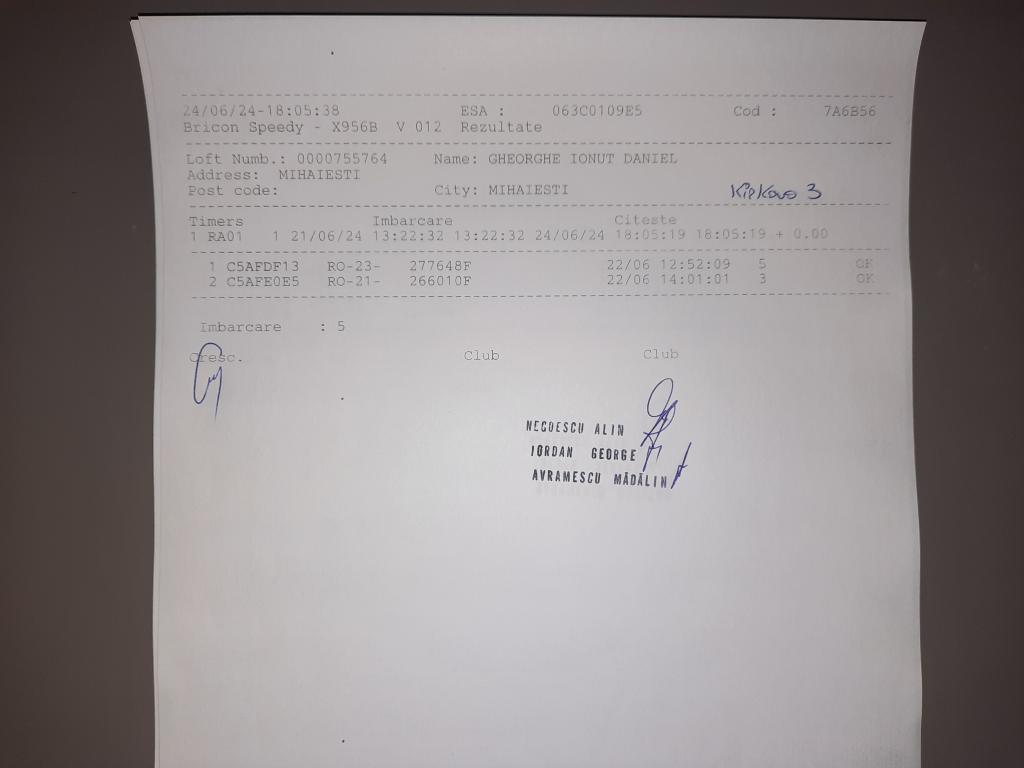 24/06/24-18:05:38 ESA : 063C0109E5 Cod : 7A6B56
Bricon Speedy - X956B V 012 Rezultate
Loft Numb.: 0000755764 Name: GHEORGHE IONUT DANIEL
Address: MIHAIESTI
Post code: City: MIHAIESTI Kirkovo 3
Timers Imbarcare Citeste
1 RA01 1 21/06/24 13:22:32 13:22:32 24/06/24 18:05:19 18:05:19 + 0.00
1 C5AFDF13 RO-23- 277648F 22/06 12:52:09 5 OK
2 C5AFE0E5 RO-21- 266010F 22/06 14:01:01 3 OK
Imbarcare : 5
Cresc. Club Club
NEGOESCU ALIN
IORDAN GEORGE
AVRAMESCU MĂDĂLIN